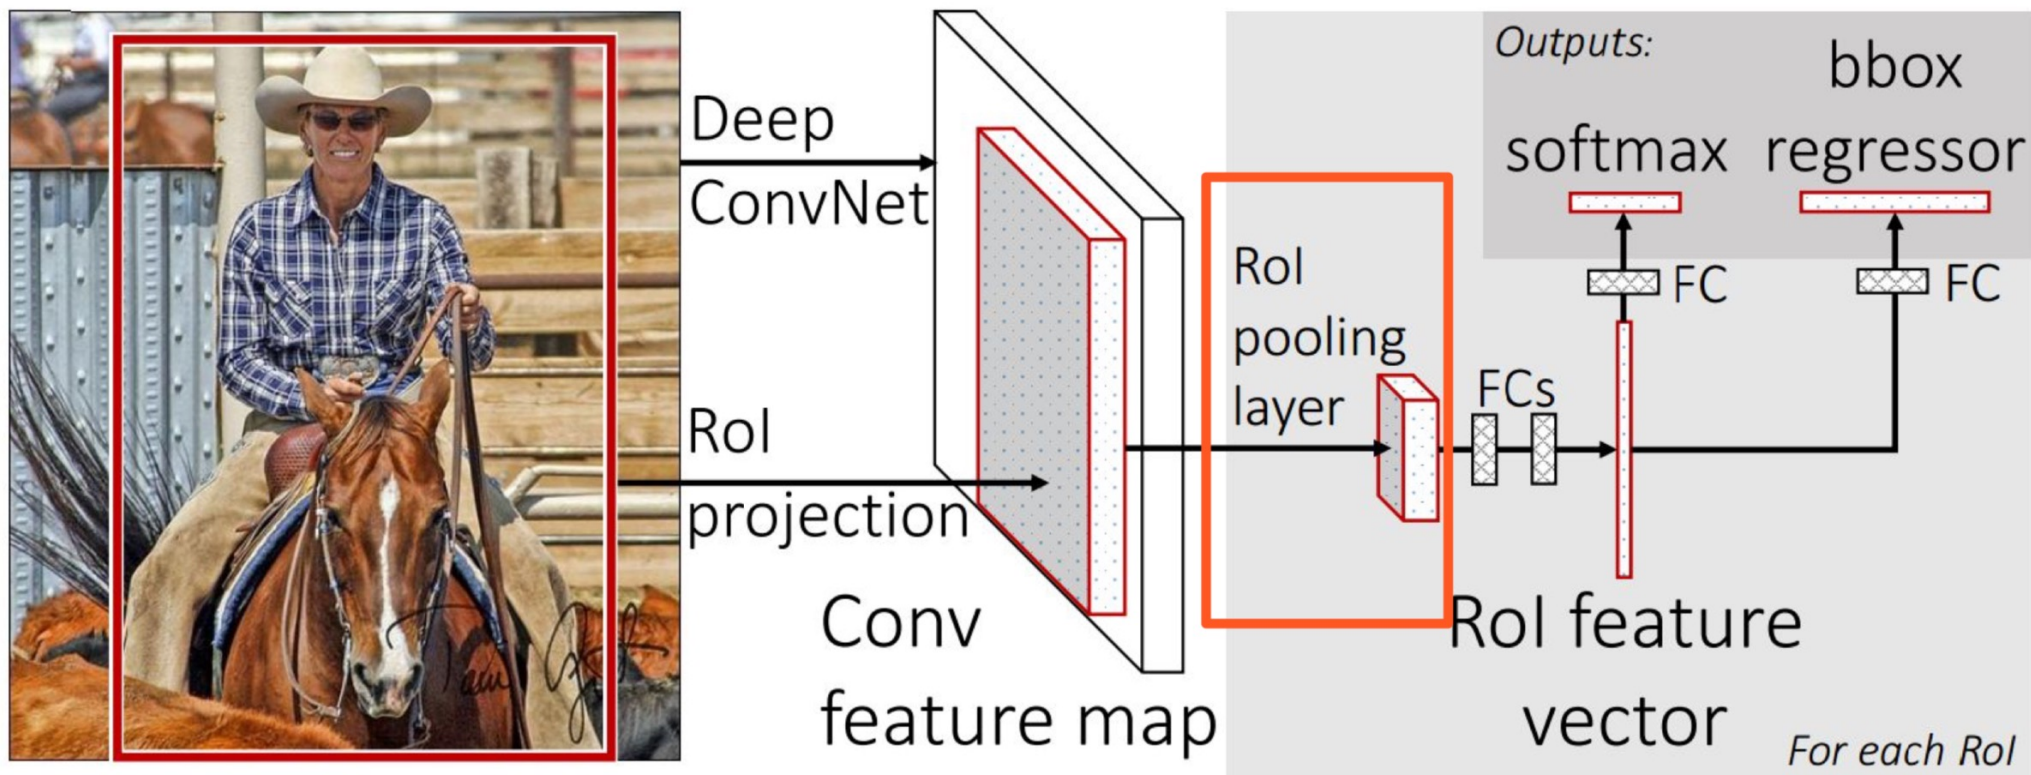 Deep
ConvNet
RoI
projection
Conv
feature map
RoI
pooling
layer
FCs
RoI feature
vector
For each RoI
Outputs:
softmax
bbox
regressor
FC
FC